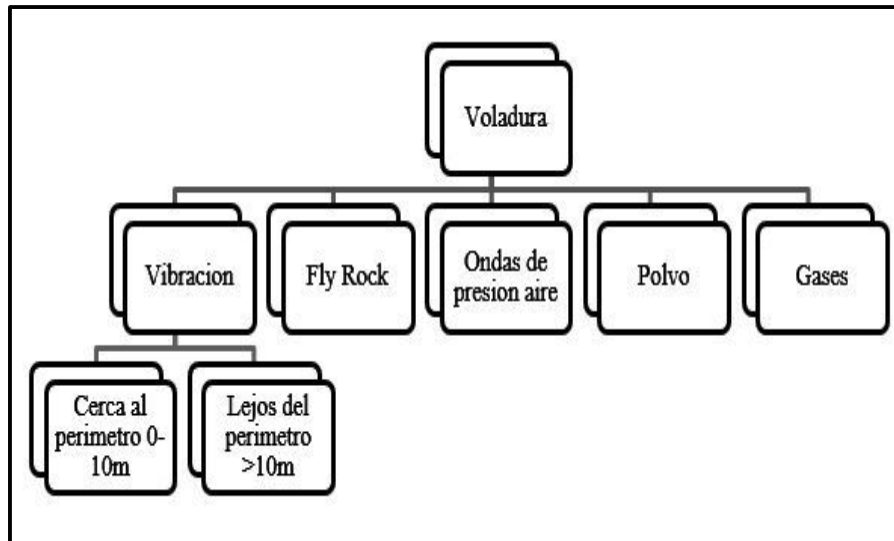 Voladura
Vibracion
Fly Rock
Ondas de
presion aire
Polvo
Gases
Cerca al
perimetro 0-
10m
Lejos del
perimetro
>10m